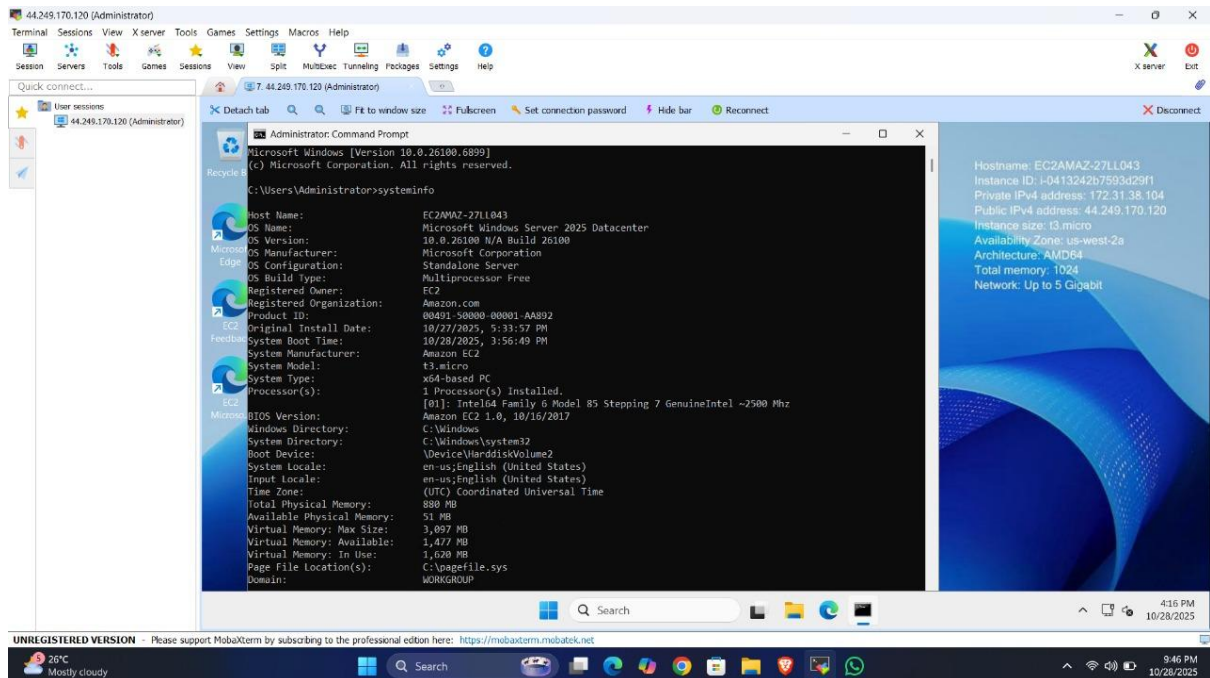 44.249.170.120 (Administrator)
Terminal Sessions View X server Tools Games Settings Macros Help
Session Servers Tools Games Sessions View Split MultiExec Tunneling Packages Settings Help X server Exit
Quick connect...
7. 44.249.170.120 (Administrator)
User sessions
44.249.170.120 (Administrator)
Detach tab Fit to window size Fullscreen Set connection password Hide bar Reconnect Disconnect
Recycle B
Microsof
Edge
EC2
Feedbac
EC2
Microso
Administrator: Command Prompt
Microsoft Windows [Version 10.0.26100.6899]
(c) Microsoft Corporation. All rights reserved.
C:\Users\Administrator>systeminfo
Host Name: EC2AMAZ-27LL043
OS Name: Microsoft Windows Server 2025 Datacenter
OS Version: 10.0.26100 N/A Build 26100
OS Manufacturer: Microsoft Corporation
OS Configuration: Standalone Server
OS Build Type: Multiprocessor Free
Registered Owner: EC2
Registered Organization: Amazon.com
Product ID: 00491-50000-00001-AA892
Original Install Date: 10/27/2025, 5:33:57 PM
System Boot Time: 10/28/2025, 3:56:49 PM
System Manufacturer: Amazon EC2
System Model: t3.micro
System Type: x64-based PC
Processor(s): 1 Processor(s) Installed.
[01]: Intel64 Family 6 Model 85 Stepping 7 GenuineIntel ~2500 Mhz
BIOS Version: Amazon EC2 1.0, 10/16/2017
Windows Directory: C:\Windows
System Directory: C:\Windows\system32
Boot Device: \Device\HarddiskVolume2
System Locale: en-us;English (United States)
Input Locale: en-us;English (United States)
Time Zone: (UTC) Coordinated Universal Time
Total Physical Memory: 880 MB
Available Physical Memory: 51 MB
Virtual Memory: Max Size: 3,097 MB
Virtual Memory: Available: 1,477 MB
Virtual Memory: In Use: 1,620 MB
Page File Location(s): C:\pagefile.sys
Domain: WORKGROUP
Hostname: EC2AMAZ-27LL043
Instance ID: i-0413242b7593d29f1
Private IPv4 address: 172.31.38.104
Public IPv4 address: 44.249.170.120
Instance size: t3.micro
Availability Zone: us-west-2a
Architecture: AMD64
Total memory: 1024
Network: Up to 5 Gigabit
Search
4:16 PM
10/28/2025
UNREGISTERED VERSION - Please support MobaXterm by subscribing to the professional edition here: https://mobaxterm.mobatek.net
5
26°C
Mostly cloudy
Search
9:46 PM
10/28/2025